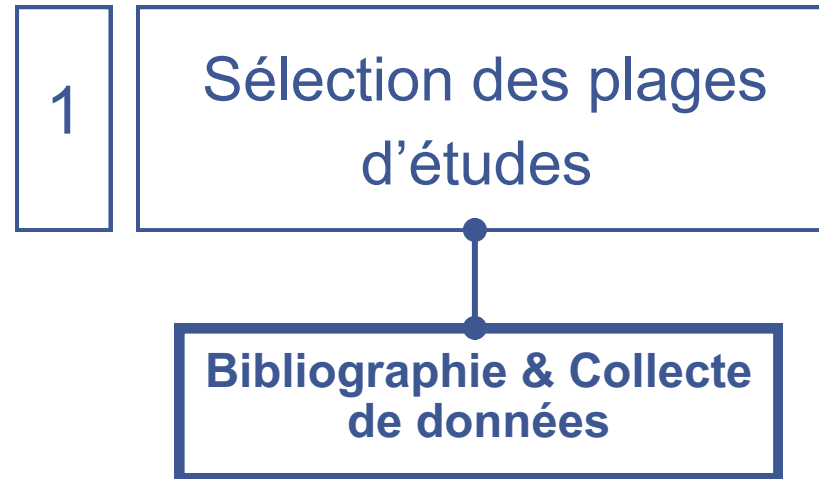 1
Sélection des plages
d’études
Bibliographie & Collecte
de données